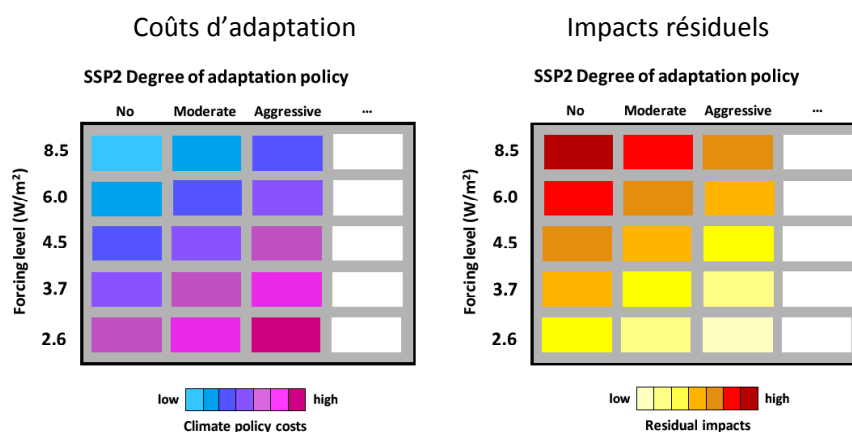 Coûts d’adaptation
SSP2 Degree of adaptation policy
No Moderate Aggressive ...
Forcing level (W/m²)
8.5
6.0
4.5
3.7
2.6
low high
Climate policy costs
Impacts résiduels
SSP2 Degree of adaptation policy
No Moderate Aggressive ...
Forcing level (W/m²)
8.5
6.0
4.5
3.7
2.6
low high
Residual impacts